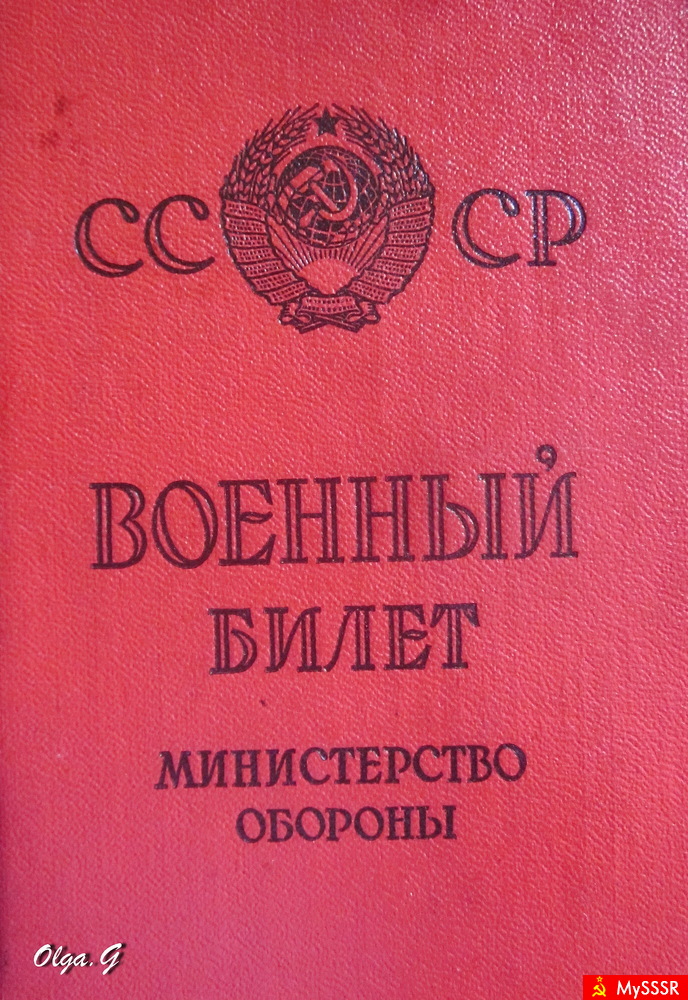 СССР
ВОЕННЫЙ
БИЛЕТ
МИНИСТЕРСТВО
ОБОРОНЫ
Olga.G
MySSSR